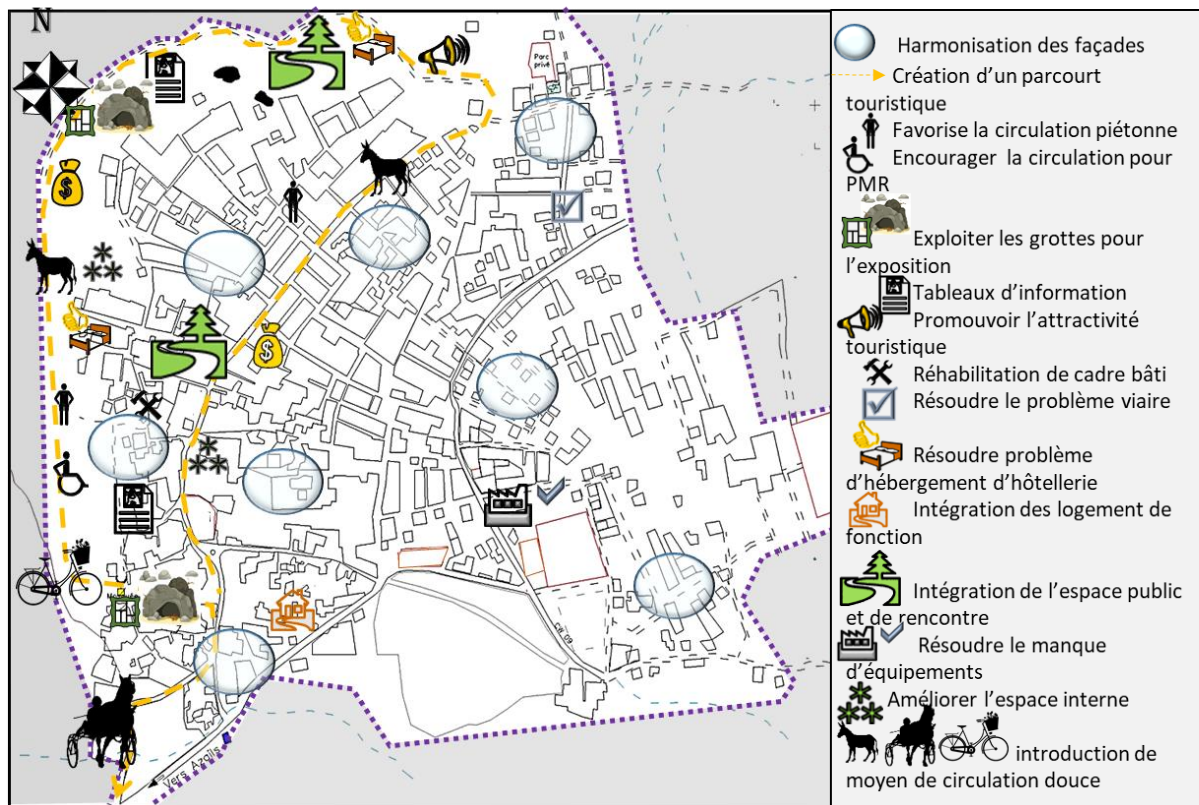 N
Parc
privé
CW 09
Vers Azails
Harmonisation des façades
Création d'un parcourt
touristique
Favorise la circulation piétonne
Encourager la circulation pour
PMR
Exploiter les grottes pour
l'exposition
Tableaux d'information
Promouvoir l'attractivité
touristique
Réhabilitation de cadre bâti
Résoudre le problème viaire
Résoudre problème
d'hébergement d'hôtellerie
Intégration des logement de
fonction
Intégration de l'espace public
et de rencontre
Résoudre le manque
d'équipements
Améliorer l'espace interne
introduction de
moyen de circulation douce